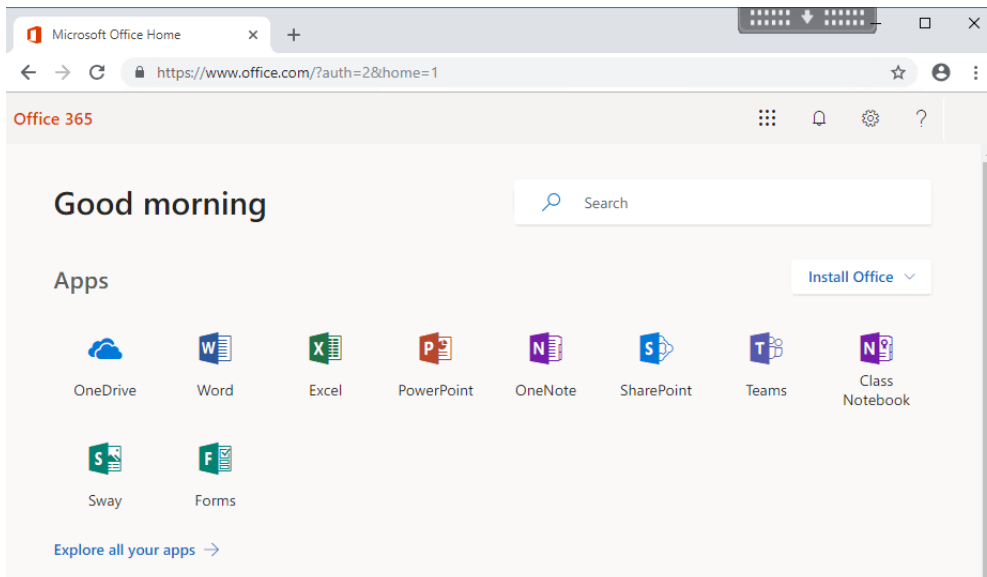 Microsoft Office Home
https://www.office.com/?auth=2&home=1
Office 365
Good morning
Search
Apps
Install Office
OneDrive Word Excel PowerPoint OneNote SharePoint Teams Class
Notebook
Sway Forms
Explore all your apps